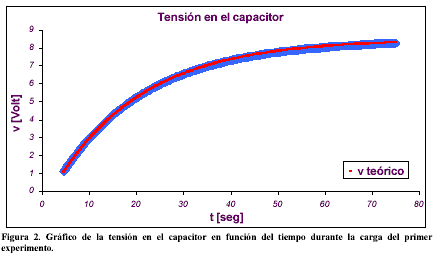 Tensión en el capacitor
9
8
7
6
5
4
3
2
1
0
v [Volt]
0 10 20 30 40 50 60 70 80
t [seg]
v teórico
Figura 2. Gráfico de la tensión en el capacitor en función del tiempo durante la carga del primer
experimento.